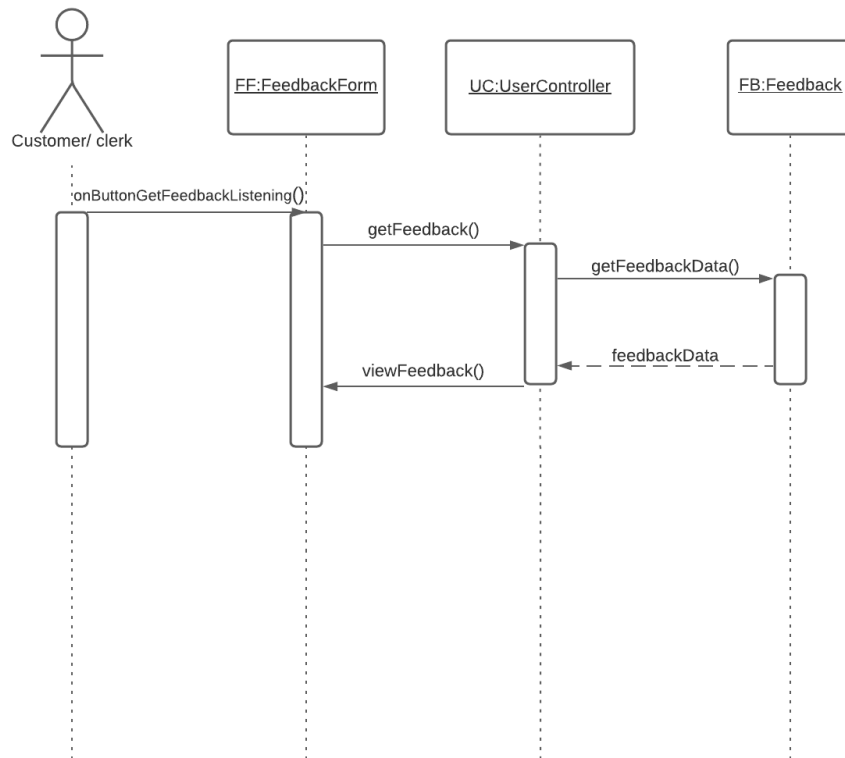 FF:FeedbackForm
UC:UserController
FB:Feedback
Customer/ clerk
onButtonGetFeedbackListening()
getFeedback()
getFeedbackData()
feedbackData
viewFeedback()